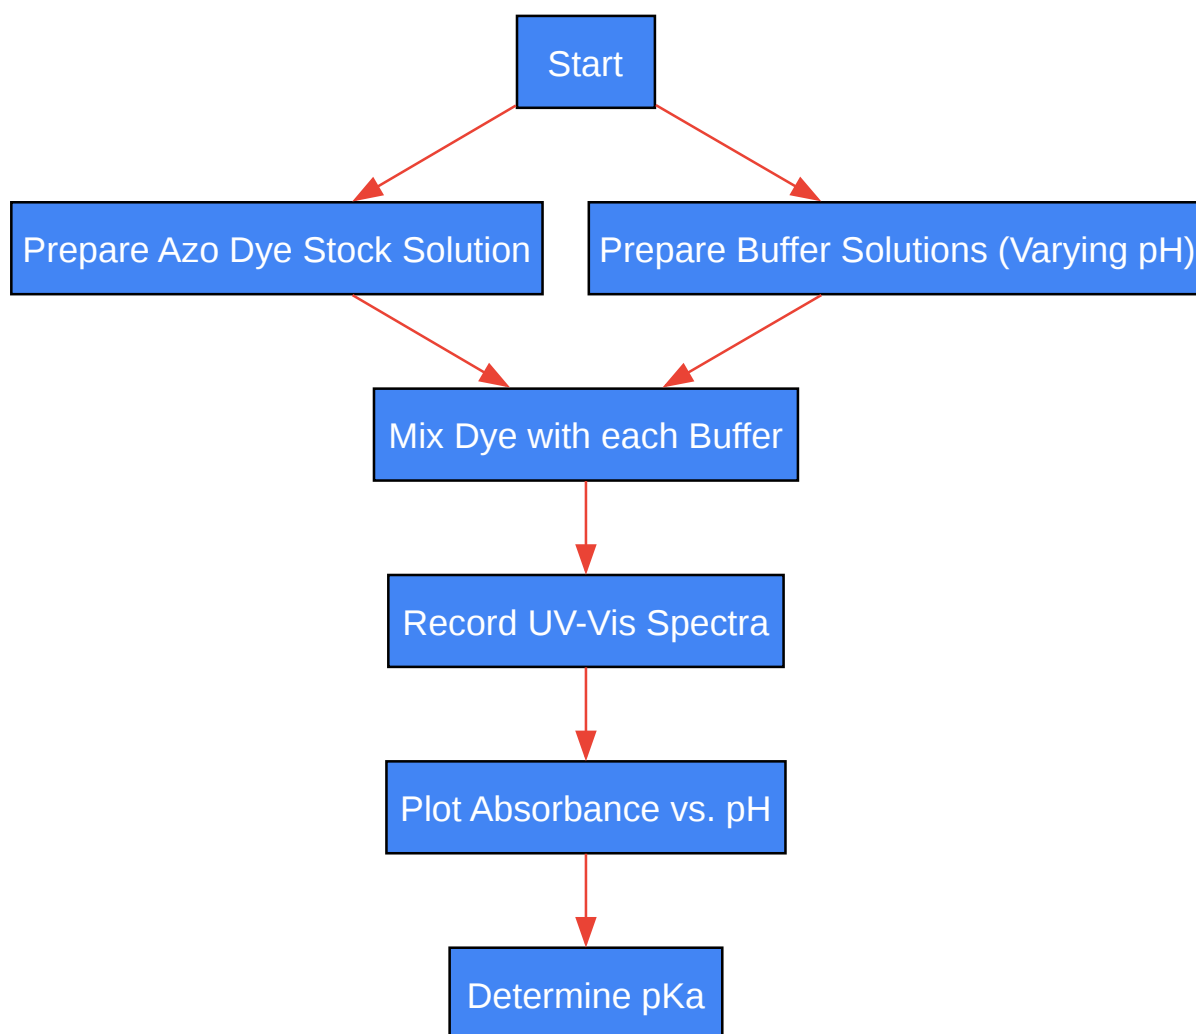 Start
Prepare Azo Dye Stock Solution
Prepare Buffer Solutions (Varying pH)
Mix Dye with each Buffer
Record UV-Vis Spectra
Plot Absorbance vs. pH
Determine pKa